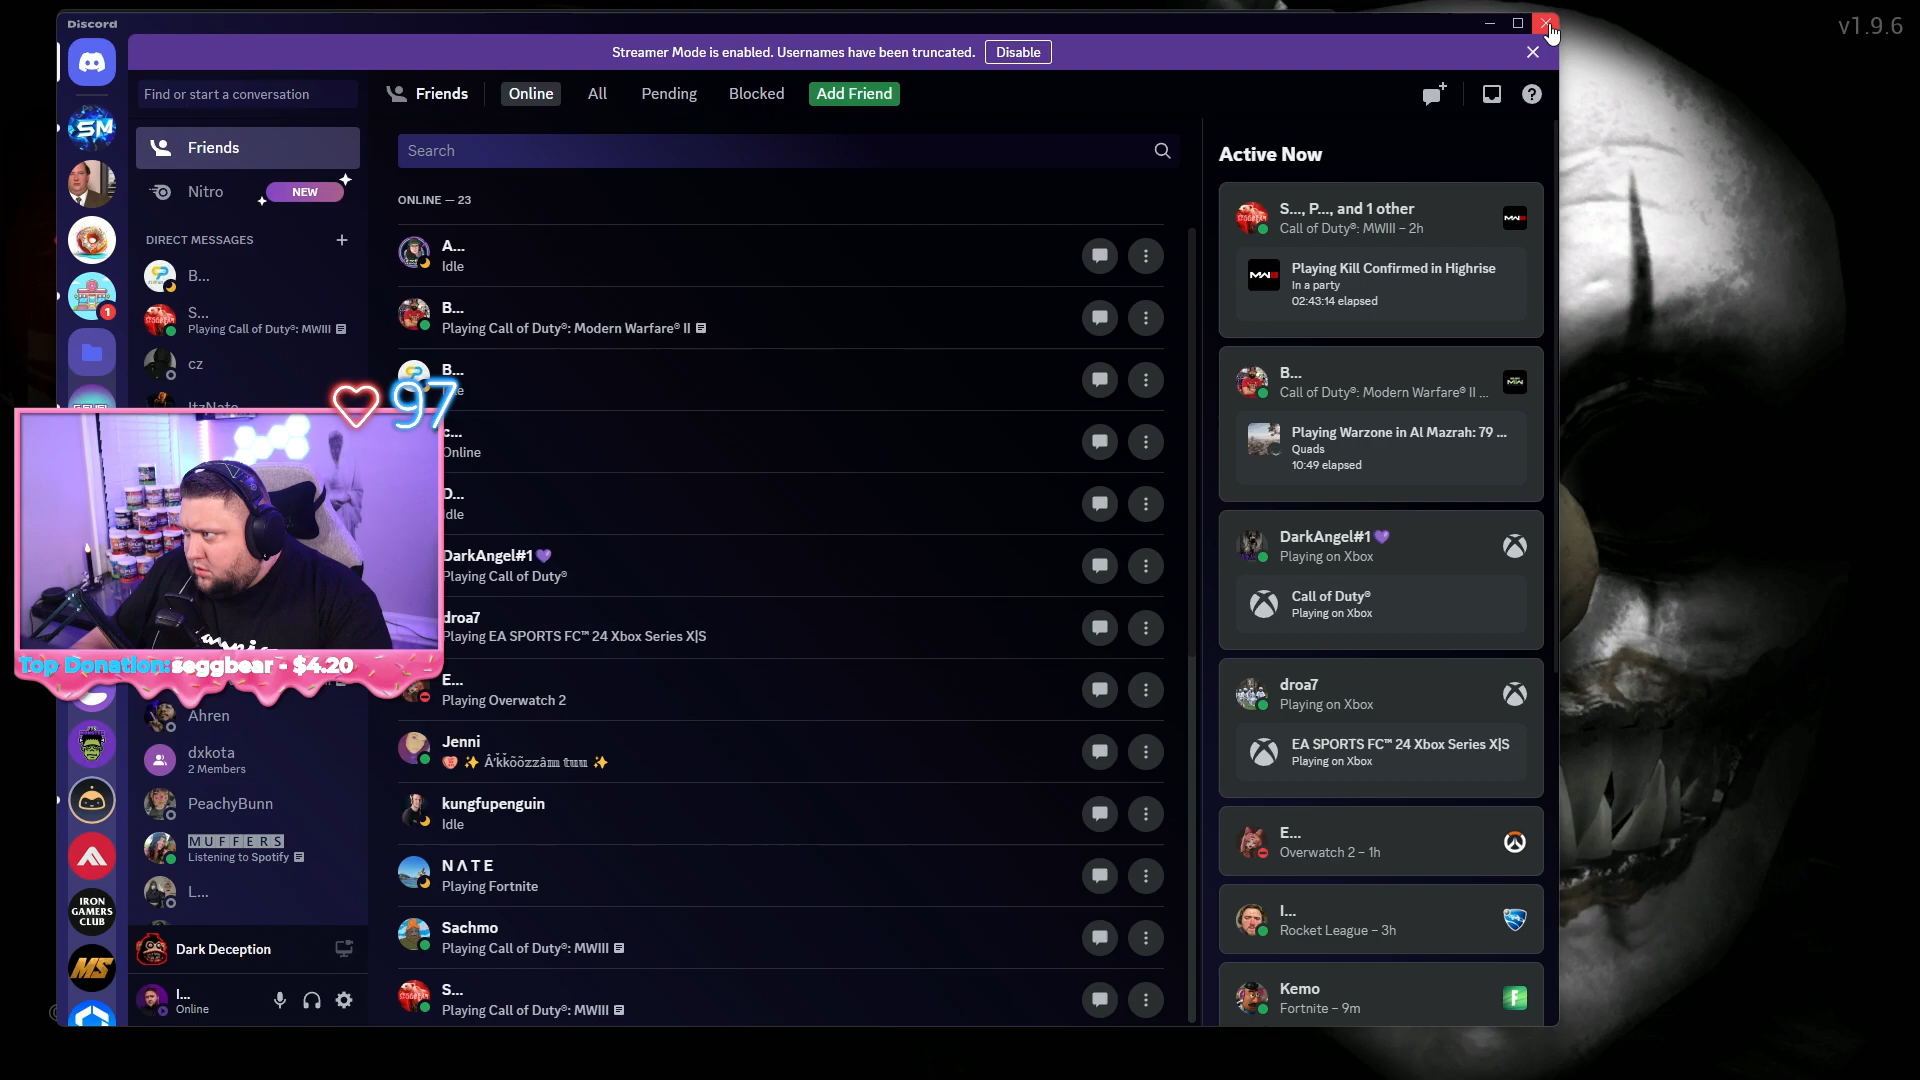 Discord
v1.9.6
Streamer Mode is enabled. Usernames have been truncated.
Disable
Find or start a conversation
Friends
Online
All
Pending
Blocked
Add Friend
SM
Friends
Nitro
NEW
DIRECT MESSAGES
B...
S...
Playing Call of Duty®: MWIII
cz
ItzNate
1
97
Top Donation: seggbear - $4.20
Ahren
dxkota
2 Members
PeachyBunn
MUFFERS
Listening to Spotify
L...
IRON
GAMERS
CLUB
MS
Dark Deception
I...
Online
Search
ONLINE — 23
A...
Idle
B...
Playing Call of Duty®: Modern Warfare® II
B...
c...
Online
D...
Idle
DarkAngel#1💜
Playing Call of Duty®
droa7
Playing EA SPORTS FC™ 24 Xbox Series X|S
E...
Playing Overwatch 2
Jenni
kungfupenguin
Idle
NΛTE
Playing Fortnite
Sachmo
Playing Call of Duty®: MWIII
S...
Playing Call of Duty®: MWIII
Active Now
S..., P..., and 1 other
Call of Duty®: MWIII – 2h
Playing Kill Confirmed in Highrise
In a party
02:43:14 elapsed
B...
Call of Duty®: Modern Warfare® II ...
Playing Warzone in Al Mazrah: 79 ...
Quads
10:49 elapsed
DarkAngel#1💜
Playing on Xbox
Call of Duty®
Playing on Xbox
droa7
Playing on Xbox
EA SPORTS FC™ 24 Xbox Series X|S
Playing on Xbox
E...
Overwatch 2 – 1h
I...
Rocket League – 3h
Kemo
Fortnite – 9m